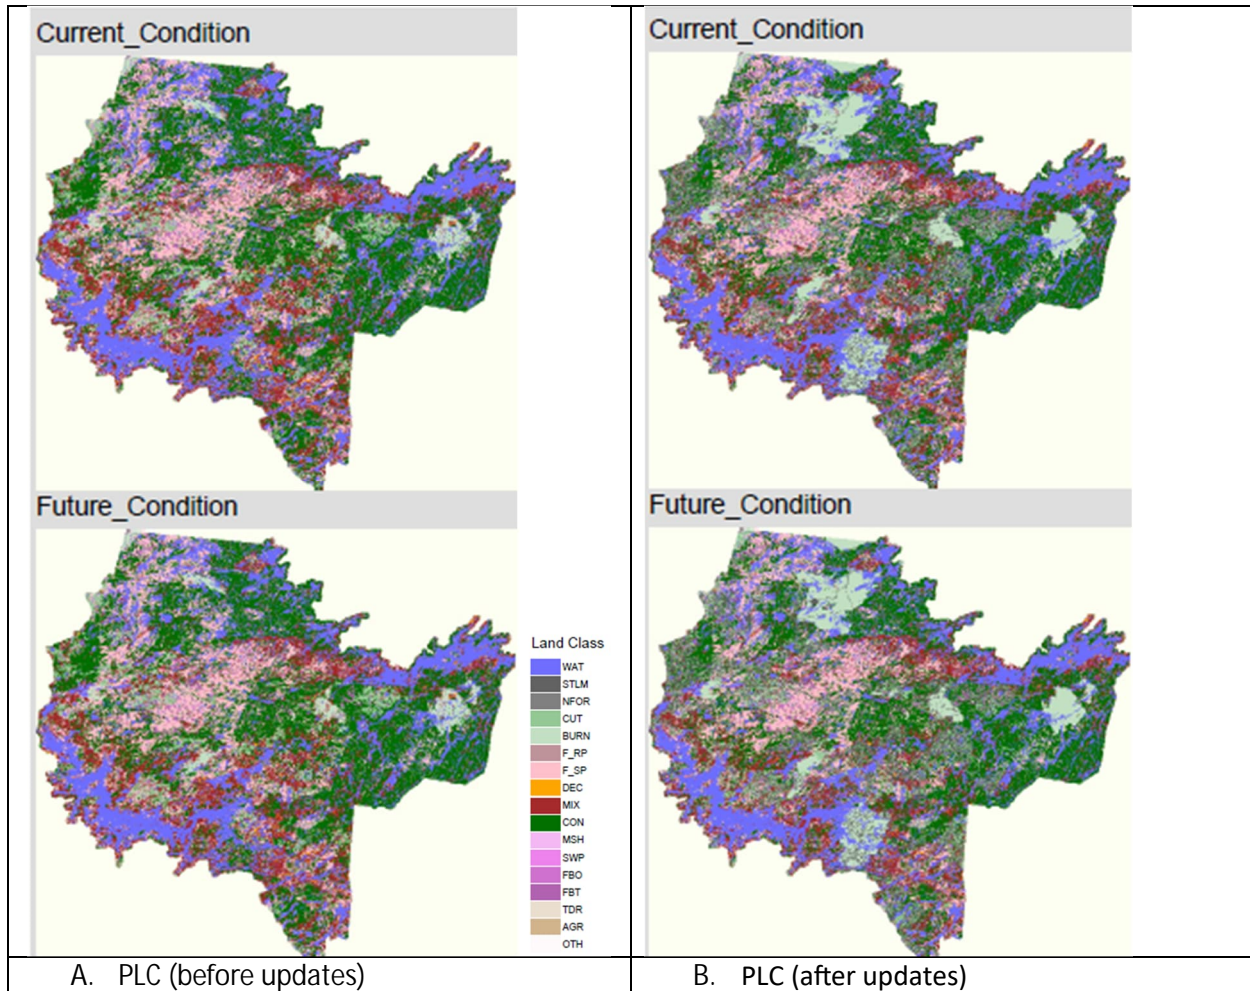 Current_Condition
Future_Condition
Land Class
WAT
STLM
NFOR
CUT
BURN
F_RP
F_SP
DEC
MIX
CON
MSH
SWP
FBO
FBT
TDR
AGR
OTH
A. PLC (before updates)
Current_Condition
Future_Condition
B. PLC (after updates)